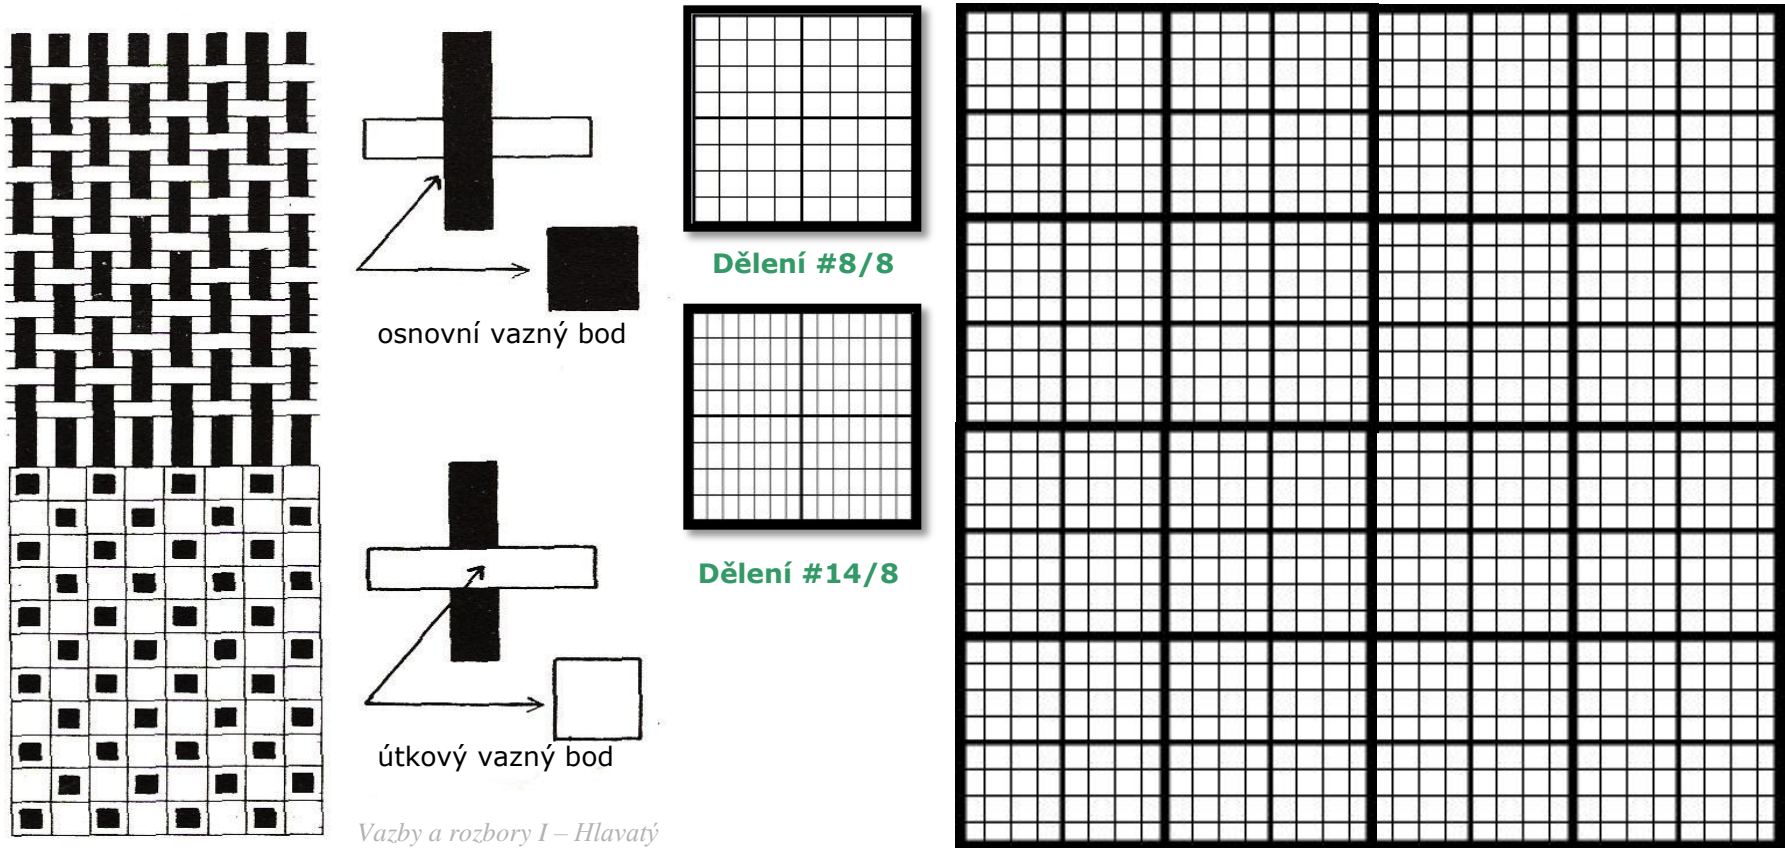 Dělení #8/8
osnovní vazný bod
Dělení #14/8
útkový vazný bod
Vazby a rozbory I – Hlavatý